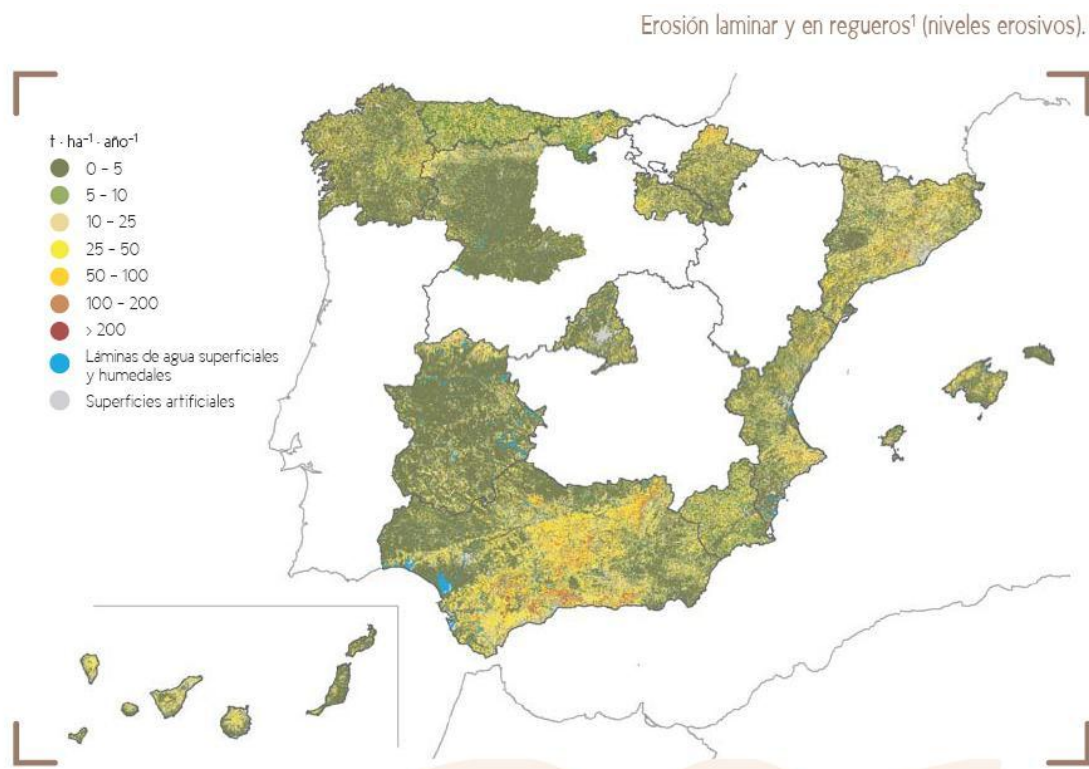 Erosión laminar y en regueros¹ (niveles erosivos).
t · ha⁻¹ · año⁻¹
0 – 5
5 – 10
10 – 25
25 – 50
50 – 100
100 – 200
> 200
Láminas de agua superficiales
y humedales
Superficies artificiales